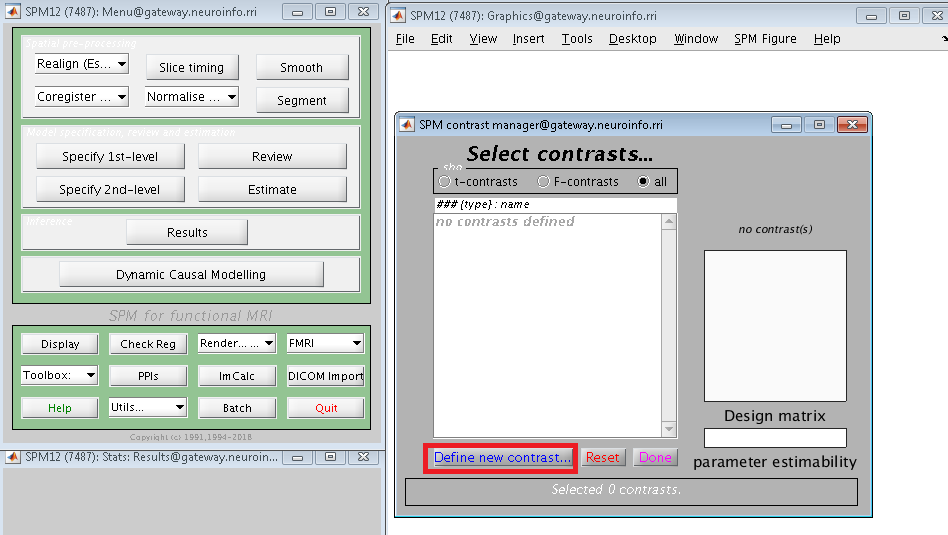 SPM12 (7487): Menu@gateway.neuroinfo.rri
Spatial pre-processing
Realign (Es...
Slice timing
Smooth
Coregister ...
Normalise ...
Segment
Model specification, review and estimation
Specify 1st-level
Review
Specify 2nd-level
Estimate
Inference
Results
Dynamic Causal Modelling
SPM for functional MRI
Display
Check Reg
Render... ...
FMRI
Toolbox:
PPIs
ImCalc
DICOM Import
Help
Utils...
Batch
Quit
Copyright (c) 1991,1994-2018
SPM12 (7487): Stats: Results@gateway.neuroin...
SPM12 (7487): Graphics@gateway.neuroinfo.rri
File Edit View Insert Tools Desktop Window SPM Figure Help
SPM contrast manager@gateway.neuroinfo.rri
Select contrasts...
t-contrasts
F-contrasts
all
### {type} : name
no contrasts defined
no contrast(s)
Design matrix
parameter estimability
Define new contrast...
Reset
Done
Selected 0 contrasts.